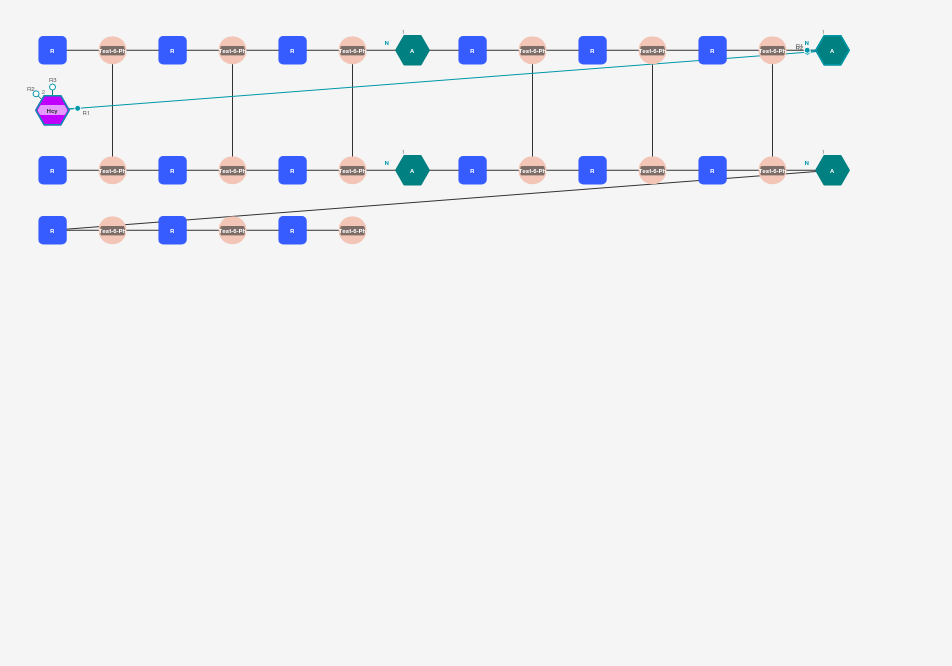 1 1
R Test-6-Ph R Test-6-Ph R Test-6-Ph N A R Test-6-Ph R Test-6-Ph R Test-6-Ph N A
R3
R2 2
Hey R1
1 1
R Test-6-Ph R Test-6-Ph R Test-6-Ph N A R Test-6-Ph R Test-6-Ph R Test-6-Ph N A
R Test-6-Ph R Test-6-Ph R Test-6-Ph